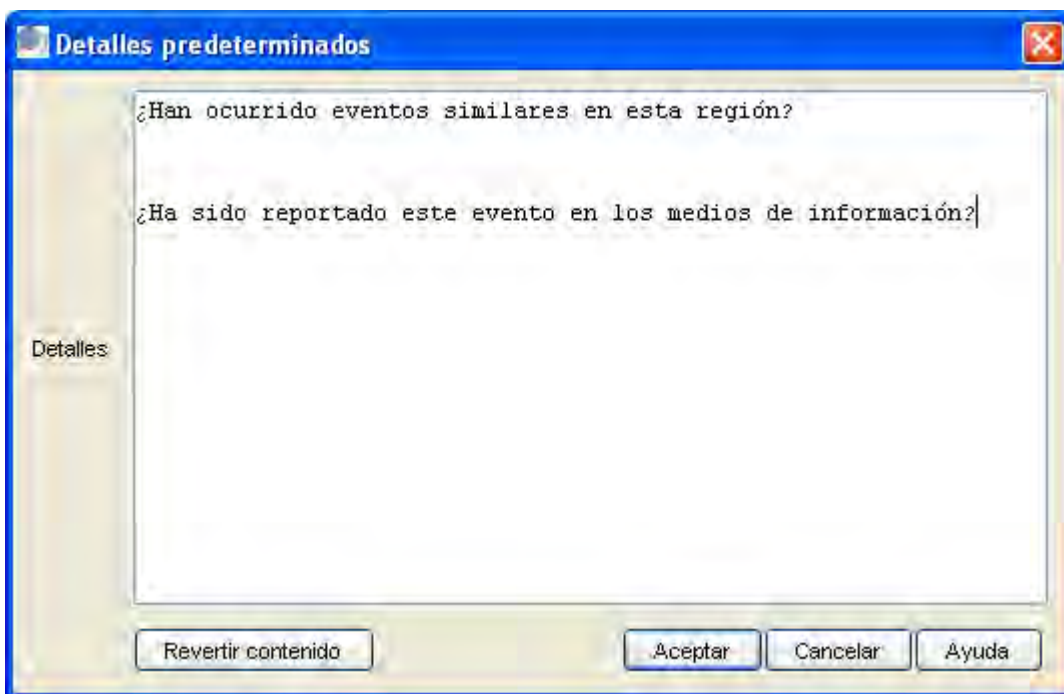 Detalles predeterminados
¿Han ocurrido eventos similares en esta región?
¿Ha sido reportado este evento en los medios de información?
Detalles
Revertir contenido
Aceptar
Cancelar
Ayuda